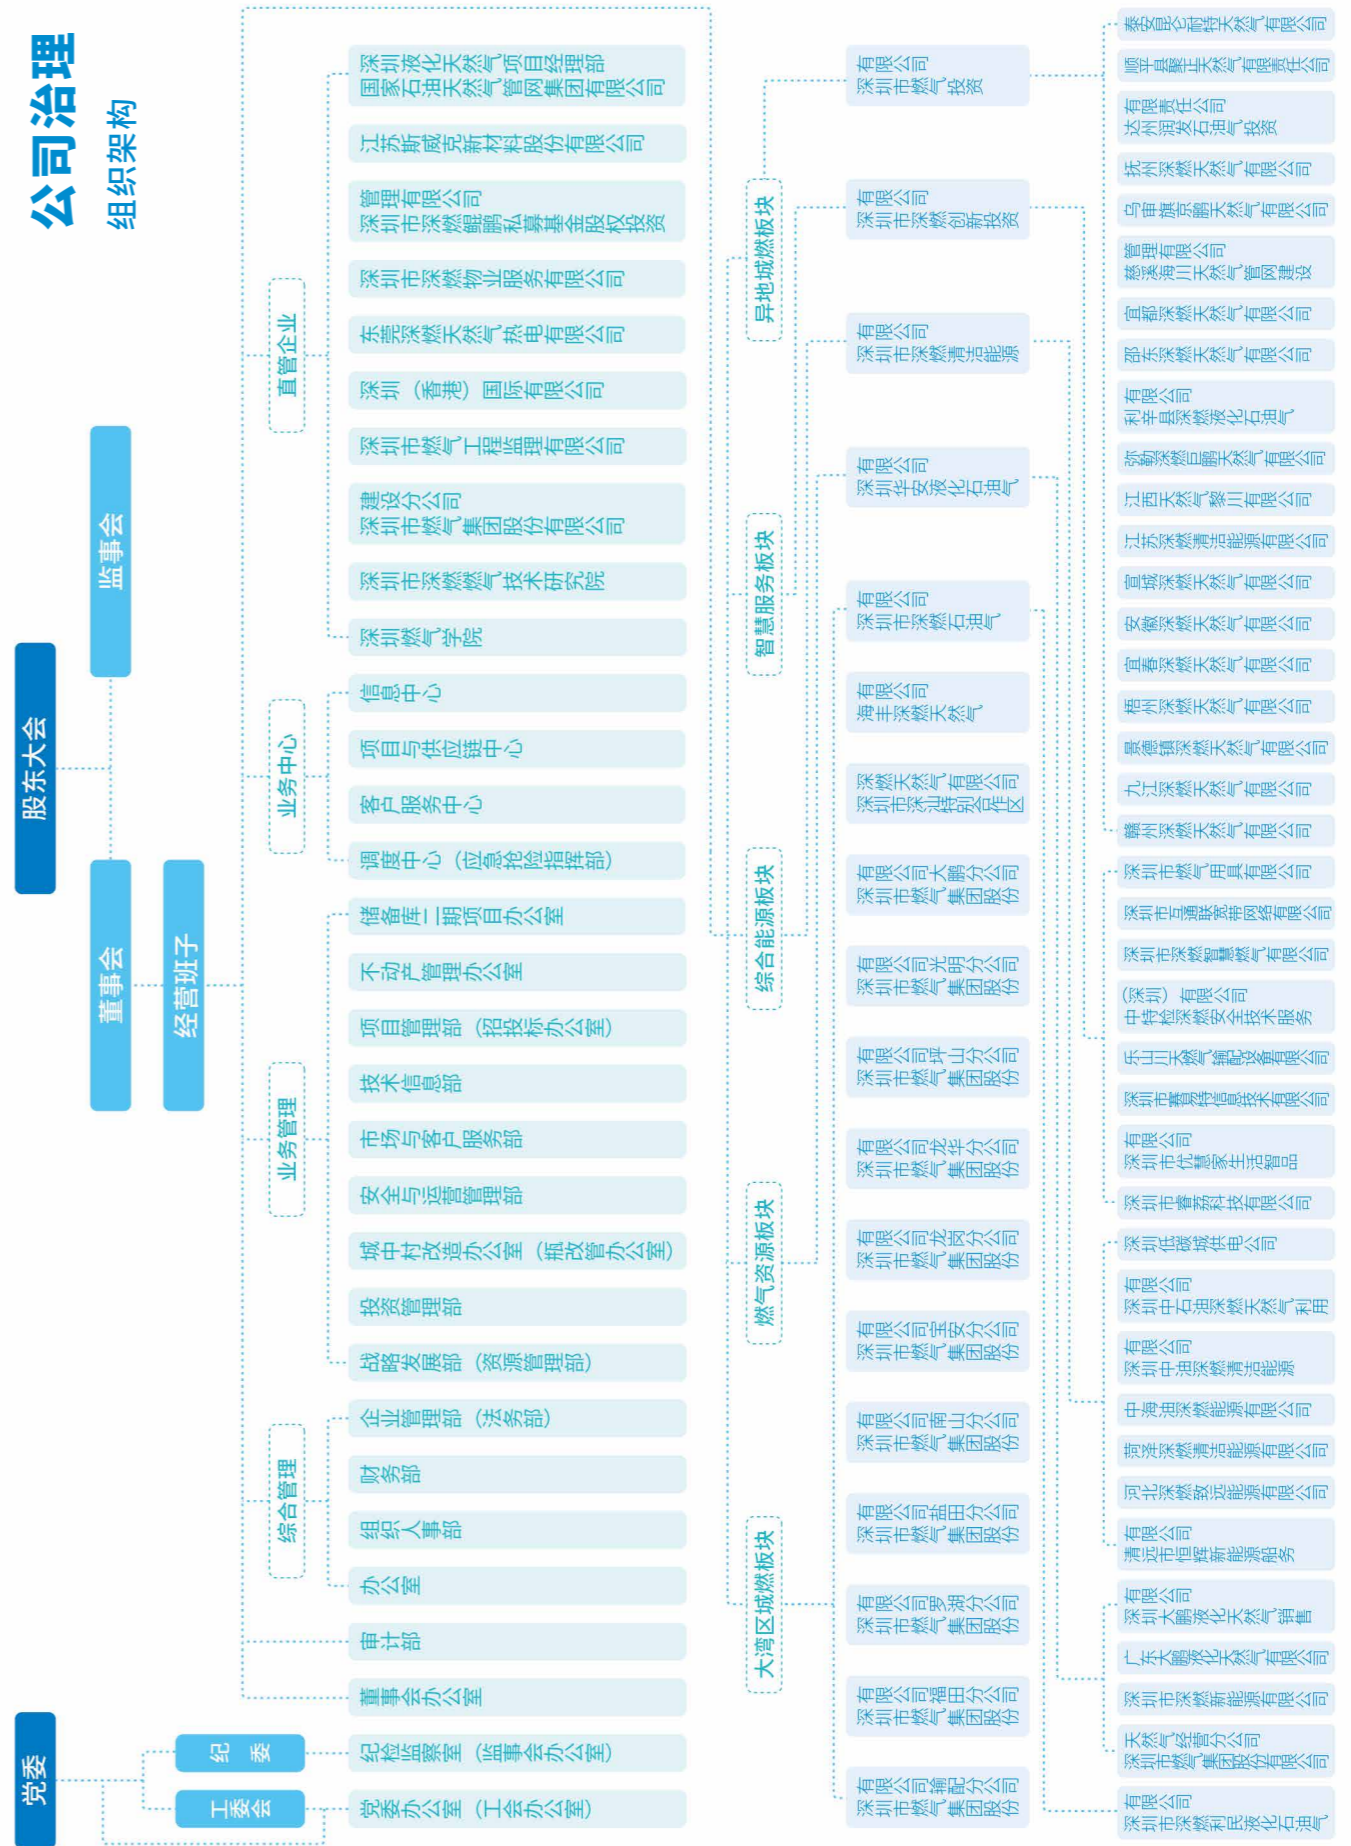 公司治理
组织架构
党委
股东大会
董事会
监事会
工委会
纪委
经营班子
综合管理
业务管理
业务中心
直管企业
党委办公室（工会办公室）
纪检监察室（监事会办公室）
董事会办公室
审计部
办公室
组织人事部
财务部
企业管理部（法务部）
战略发展部（资源管理部）
投资管理部
城中村改造办公室（瓶改管办公室）
安全与运营管理部
市场与客户服务部
技术信息部
项目管理部（招投标办公室）
不动产管理办公室
储备库二期项目办公室
调度中心（应急抢险指挥部）
客户服务中心
项目与供应链中心
信息中心
深圳燃气学院
深圳市深燃燃气技术研究院
深圳市燃气集团股份有限公司
建设分公司
深圳市燃气工程监理有限公司
深圳（香港）国际有限公司
东莞深燃天然气热电有限公司
深圳市深燃物业服务有限公司
深圳市深燃鲲鹏私募基金股权投资
管理有限公司
江苏斯威克新材料股份有限公司
国家石油天然气管网集团有限公司
深圳液化天然气项目经理部
大湾区城燃板块
燃气资源板块
综合能源板块
智慧服务板块
异地城燃板块
深圳市燃气集团股份
有限公司输配分公司
深圳市燃气集团股份
有限公司福田分公司
深圳市燃气集团股份
有限公司罗湖分公司
深圳市燃气集团股份
有限公司盐田分公司
深圳市燃气集团股份
有限公司南山分公司
深圳市燃气集团股份
有限公司宝安分公司
深圳市燃气集团股份
有限公司龙岗分公司
深圳市燃气集团股份
有限公司龙华分公司
深圳市燃气集团股份
有限公司坪山分公司
深圳市燃气集团股份
有限公司光明分公司
深圳市燃气集团股份
有限公司大鹏分公司
深圳市深汕特别合作区
深燃天然气有限公司
海丰深燃天然气
有限公司
深圳市深燃石油气
有限公司
深圳华安液化石油气
有限公司
深圳市深燃清洁能源
有限公司
深圳市深燃创新投资
有限公司
深圳市燃气投资
有限公司
深圳市深燃利民液化石油气
有限公司
深圳市燃气集团股份有限公司
天然气经营分公司
深圳市深燃新能源有限公司
广东大鹏液化天然气有限公司
深圳大鹏液化天然气销售
有限公司
清远市恒辉新能源船务
有限公司
河北深燃致远能源有限公司
菏泽深燃清洁能源有限公司
中海油深燃能源有限公司
深圳中油深燃清洁能源
有限公司
深圳中石油深燃天然气利用
有限公司
深圳低碳城供电公司
深圳市睿荔科技有限公司
深圳市优慧家生活智品
有限公司
深圳市赛易特信息技术有限公司
乐山川天燃气输配设备有限公司
中特检深燃安全技术服务
（深圳）有限公司
深圳市深燃智慧燃气有限公司
深圳市互通联宽带网络有限公司
深圳市燃气用具有限公司
赣州深燃天然气有限公司
九江深燃天然气有限公司
景德镇深燃天然气有限公司
梧州深燃天然气有限公司
宜春深燃天然气有限公司
安徽深燃天然气有限公司
宣城深燃天然气有限公司
江苏深燃清洁能源有限公司
江西天然气黎川有限公司
弥勒深燃巨鹏天然气有限公司
利辛县深燃液化石油气
有限公司
邵东深燃天然气有限公司
宜都深燃天然气有限公司
慈溪海川天然气管网建设
管理有限公司
乌审旗京鹏天然气有限公司
抚州深燃天然气有限公司
达州润发石油气投资
有限责任公司
顺平县聚正天然气有限责任公司
泰安昆仑耐特天然气有限公司